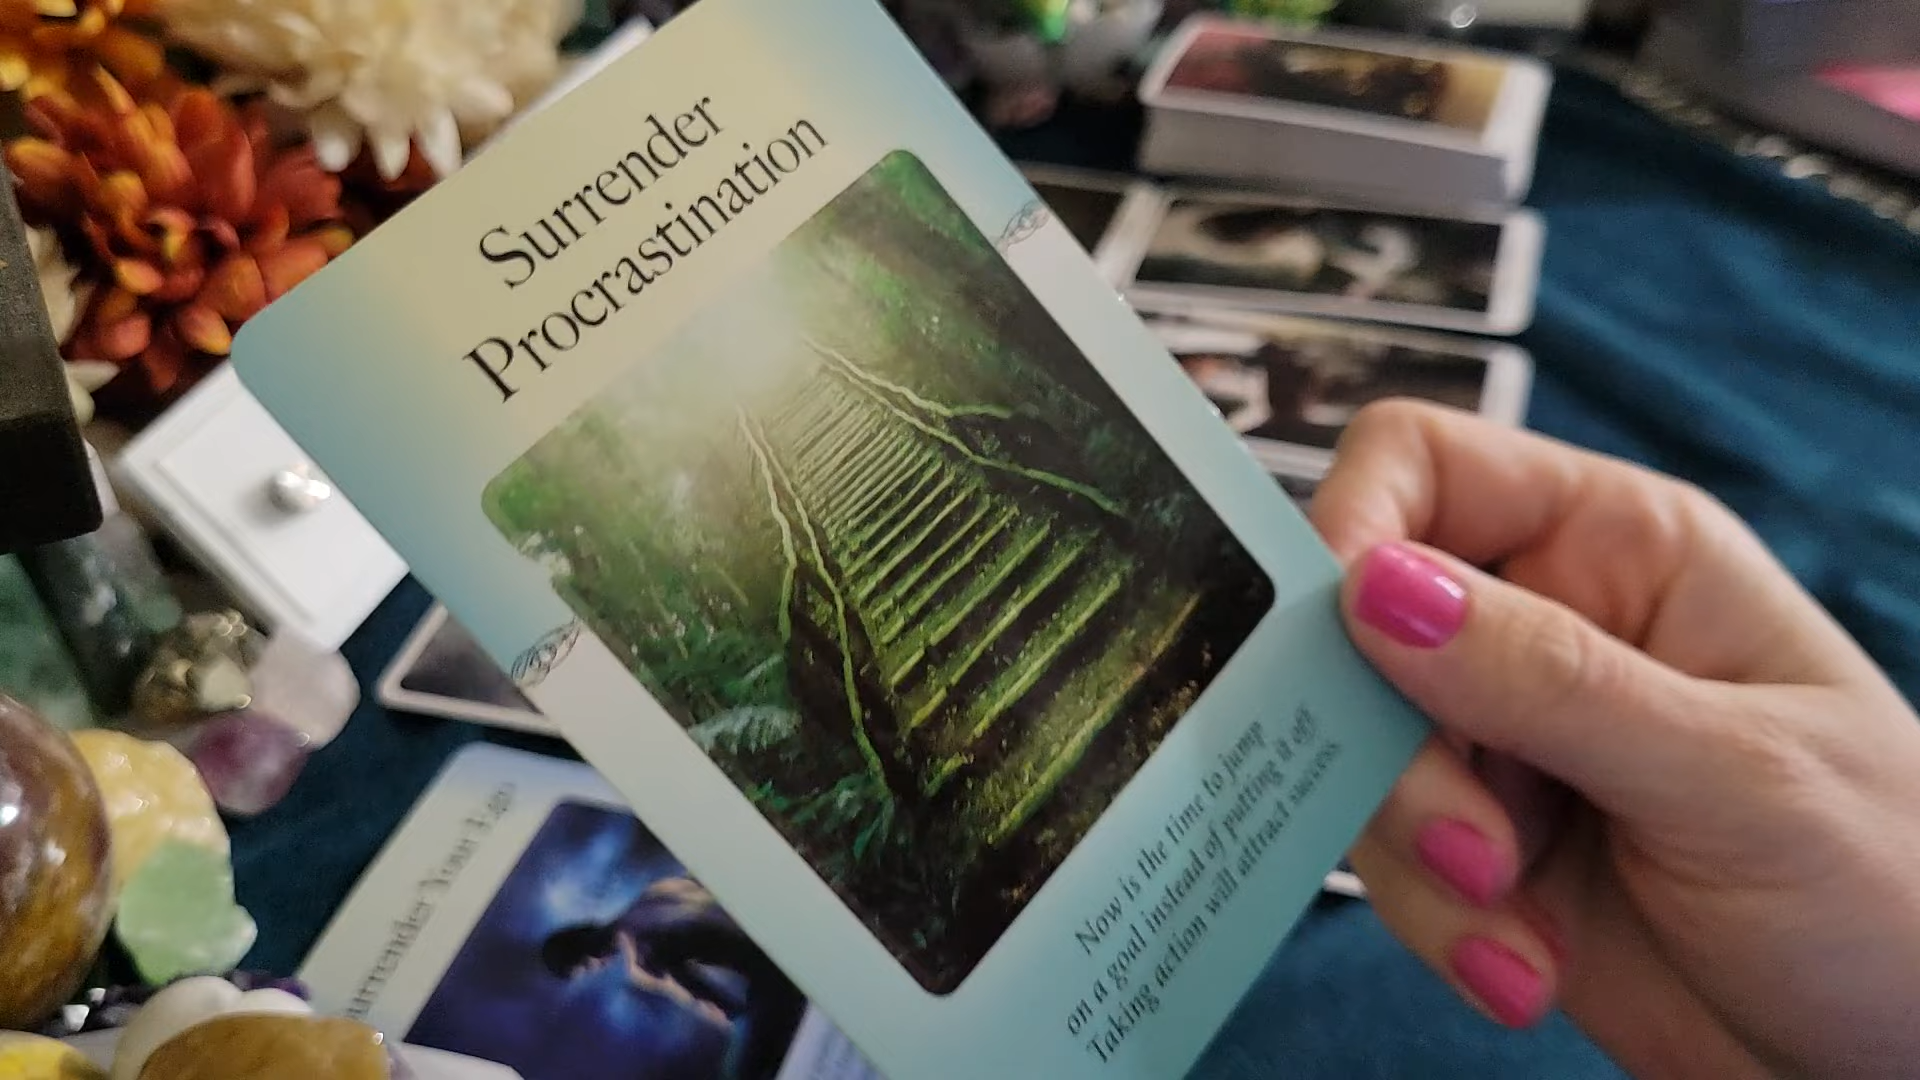 Surrender
Procrastination
Now is the time to jump
on a goal instead of putting it off.
Taking action will attract success.
Surrender Your Ego